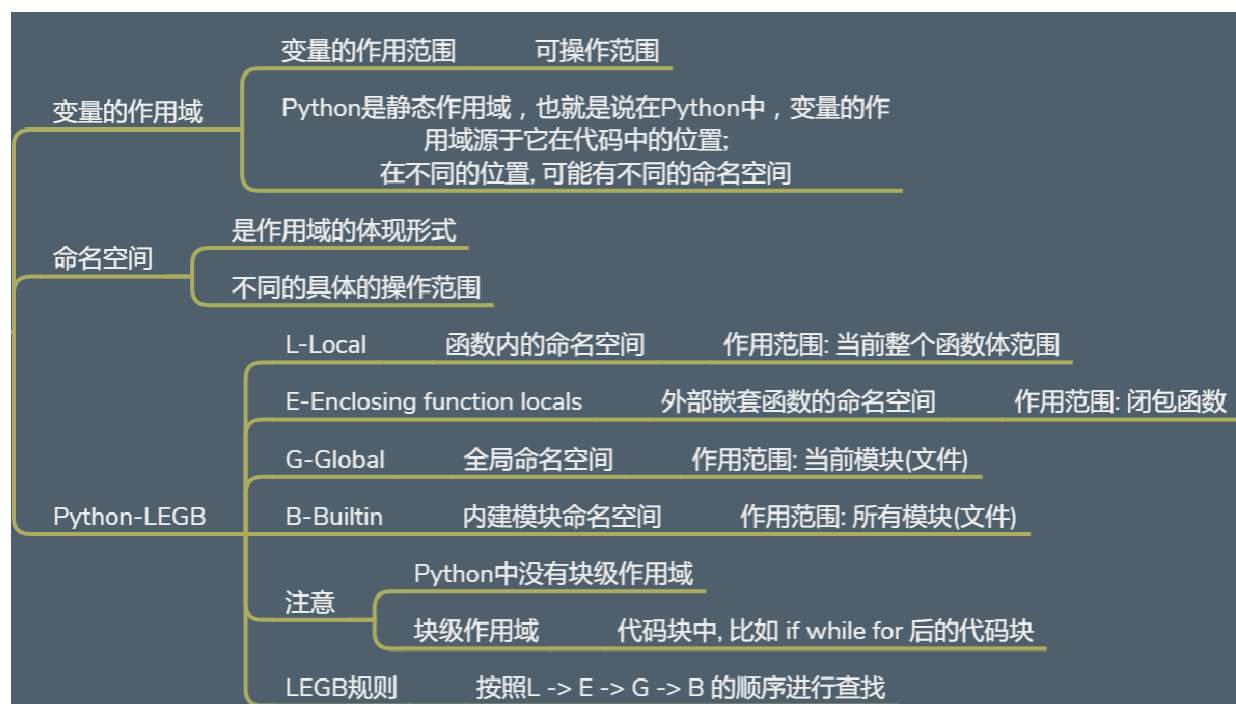 变量的作用域
变量的作用范围 可操作范围
Python是静态作用域，也就是说在Python中，变量的作
用域源于它在代码中的位置;
在不同的位置, 可能有不同的命名空间
命名空间
是作用域的体现形式
不同的具体的操作范围
Python-LEGB
L-Local 函数内的命名空间 作用范围: 当前整个函数体范围
E-Enclosing function locals 外部嵌套函数的命名空间 作用范围: 闭包函数
G-Global 全局命名空间 作用范围: 当前模块(文件)
B-Builtin 内建模块命名空间 作用范围: 所有模块(文件)
注意
Python中没有块级作用域
块级作用域 代码块中, 比如 if while for 后的代码块
LEGB规则 按照L -> E -> G -> B 的顺序进行查找